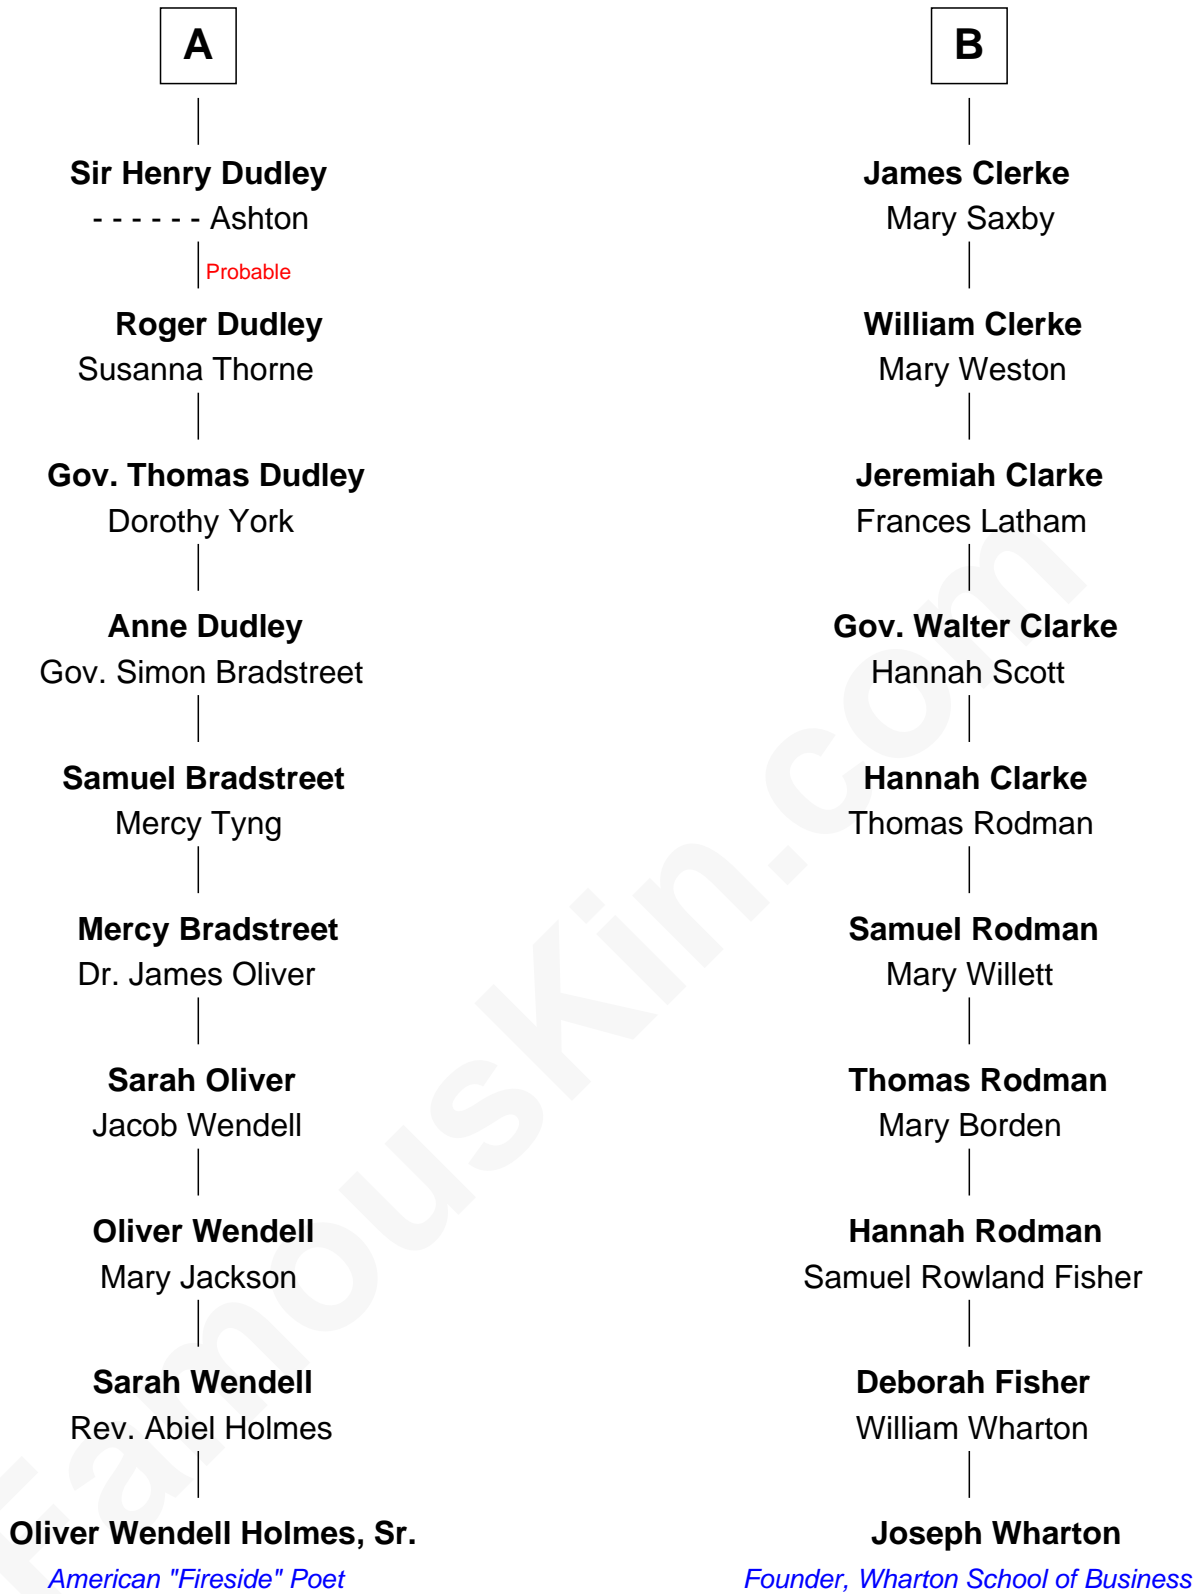 A
Sir Henry Dudley
- - - - - - Ashton
Probable
Roger Dudley
Susanna Thorne
Gov. Thomas Dudley
Dorothy York
Anne Dudley
Gov. Simon Bradstreet
Samuel Bradstreet
Mercy Tyng
Mercy Bradstreet
Dr. James Oliver
Sarah Oliver
Jacob Wendell
Oliver Wendell
Mary Jackson
Sarah Wendell
Rev. Abiel Holmes
Oliver Wendell Holmes, Sr.
American "Fireside" Poet
B
James Clerke
Mary Saxby
William Clerke
Mary Weston
Jeremiah Clarke
Frances Latham
Gov. Walter Clarke
Hannah Scott
Hannah Clarke
Thomas Rodman
Samuel Rodman
Mary Willett
Thomas Rodman
Mary Borden
Hannah Rodman
Samuel Rowland Fisher
Deborah Fisher
William Wharton
Joseph Wharton
Founder, Wharton School of Business
FamousKin.com